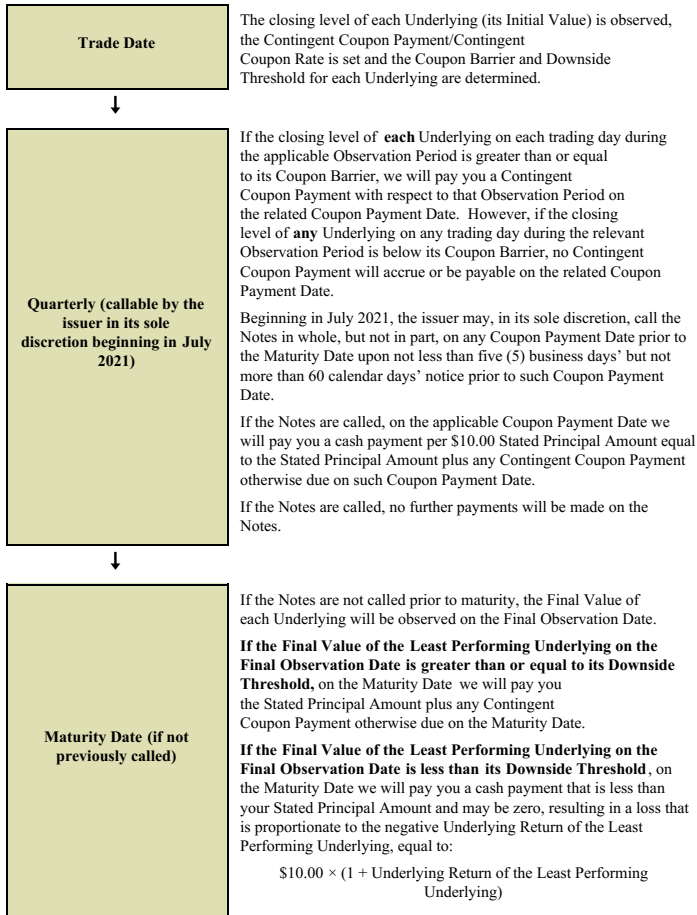 Trade Date
The closing level of each Underlying (its Initial Value) is observed,
the Contingent Coupon Payment/Contingent
Coupon Rate is set and the Coupon Barrier and Downside
Threshold for each Underlying are determined.
Quarterly (callable by the
issuer in its sole
discretion beginning in July
2021)
If the closing level of each Underlying on each trading day during
the applicable Observation Period is greater than or equal
to its Coupon Barrier, we will pay you a Contingent
Coupon Payment with respect to that Observation Period on
the related Coupon Payment Date. However, if the closing
level of any Underlying on any trading day during the relevant
Observation Period is below its Coupon Barrier, no Contingent
Coupon Payment will accrue or be payable on the related Coupon
Payment Date.
Beginning in July 2021, the issuer may, in its sole discretion, call the
Notes in whole, but not in part, on any Coupon Payment Date prior to
the Maturity Date upon not less than five (5) business days’ but not
more than 60 calendar days’ notice prior to such Coupon Payment
Date.
If the Notes are called, on the applicable Coupon Payment Date we
will pay you a cash payment per $10.00 Stated Principal Amount equal
to the Stated Principal Amount plus any Contingent Coupon Payment
otherwise due on such Coupon Payment Date.
If the Notes are called, no further payments will be made on the
Notes.
Maturity Date (if not
previously called)
If the Notes are not called prior to maturity, the Final Value of
each Underlying will be observed on the Final Observation Date.
If the Final Value of the Least Performing Underlying on the
Final Observation Date is greater than or equal to its Downside
Threshold, on the Maturity Date we will pay you
the Stated Principal Amount plus any Contingent
Coupon Payment otherwise due on the Maturity Date.
If the Final Value of the Least Performing Underlying on the
Final Observation Date is less than its Downside Threshold, on
the Maturity Date we will pay you a cash payment that is less than
your Stated Principal Amount and may be zero, resulting in a loss that
is proportionate to the negative Underlying Return of the Least
Performing Underlying, equal to:
$10.00 × (1 + Underlying Return of the Least Performing
Underlying)